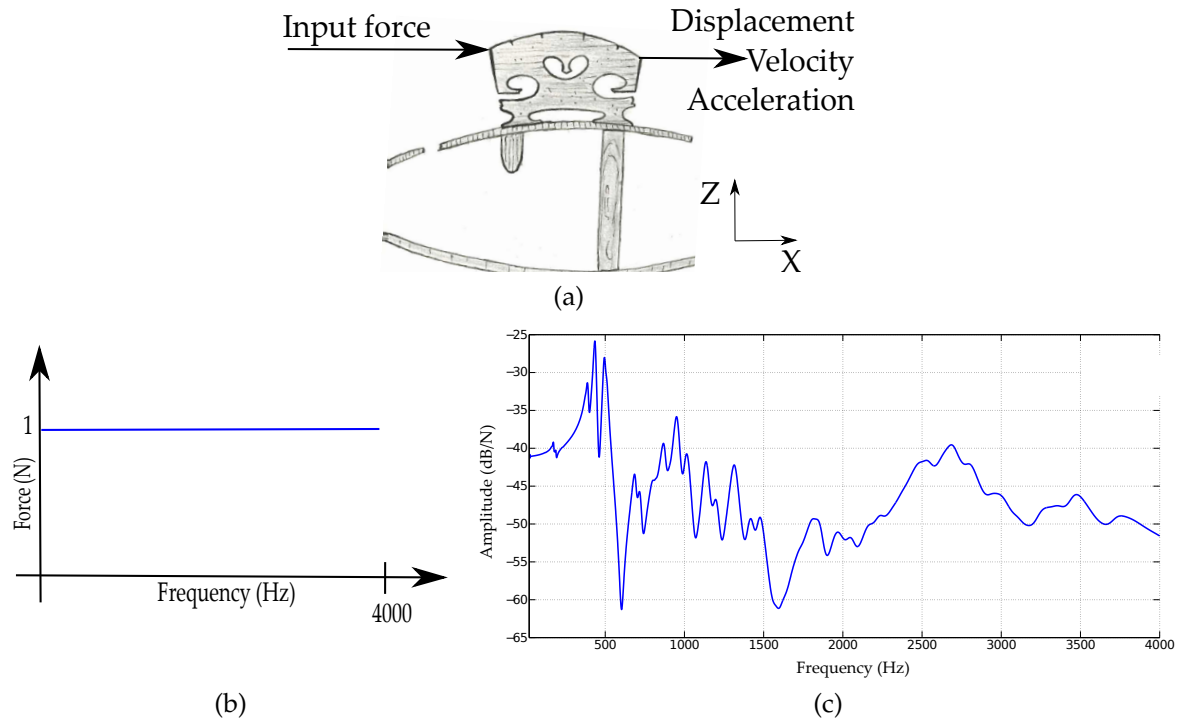 Input force
Displacement
Velocity
Acceleration
Z
X
(a)
1
Force (N)
Frequency (Hz)
4000
(b)
−25
−30
−35
−40
−45
−50
−55
−60
−65
Amplitude (dB/N)
500 1000 1500 2000 2500 3000 3500 4000
Frequency (Hz)
(c)